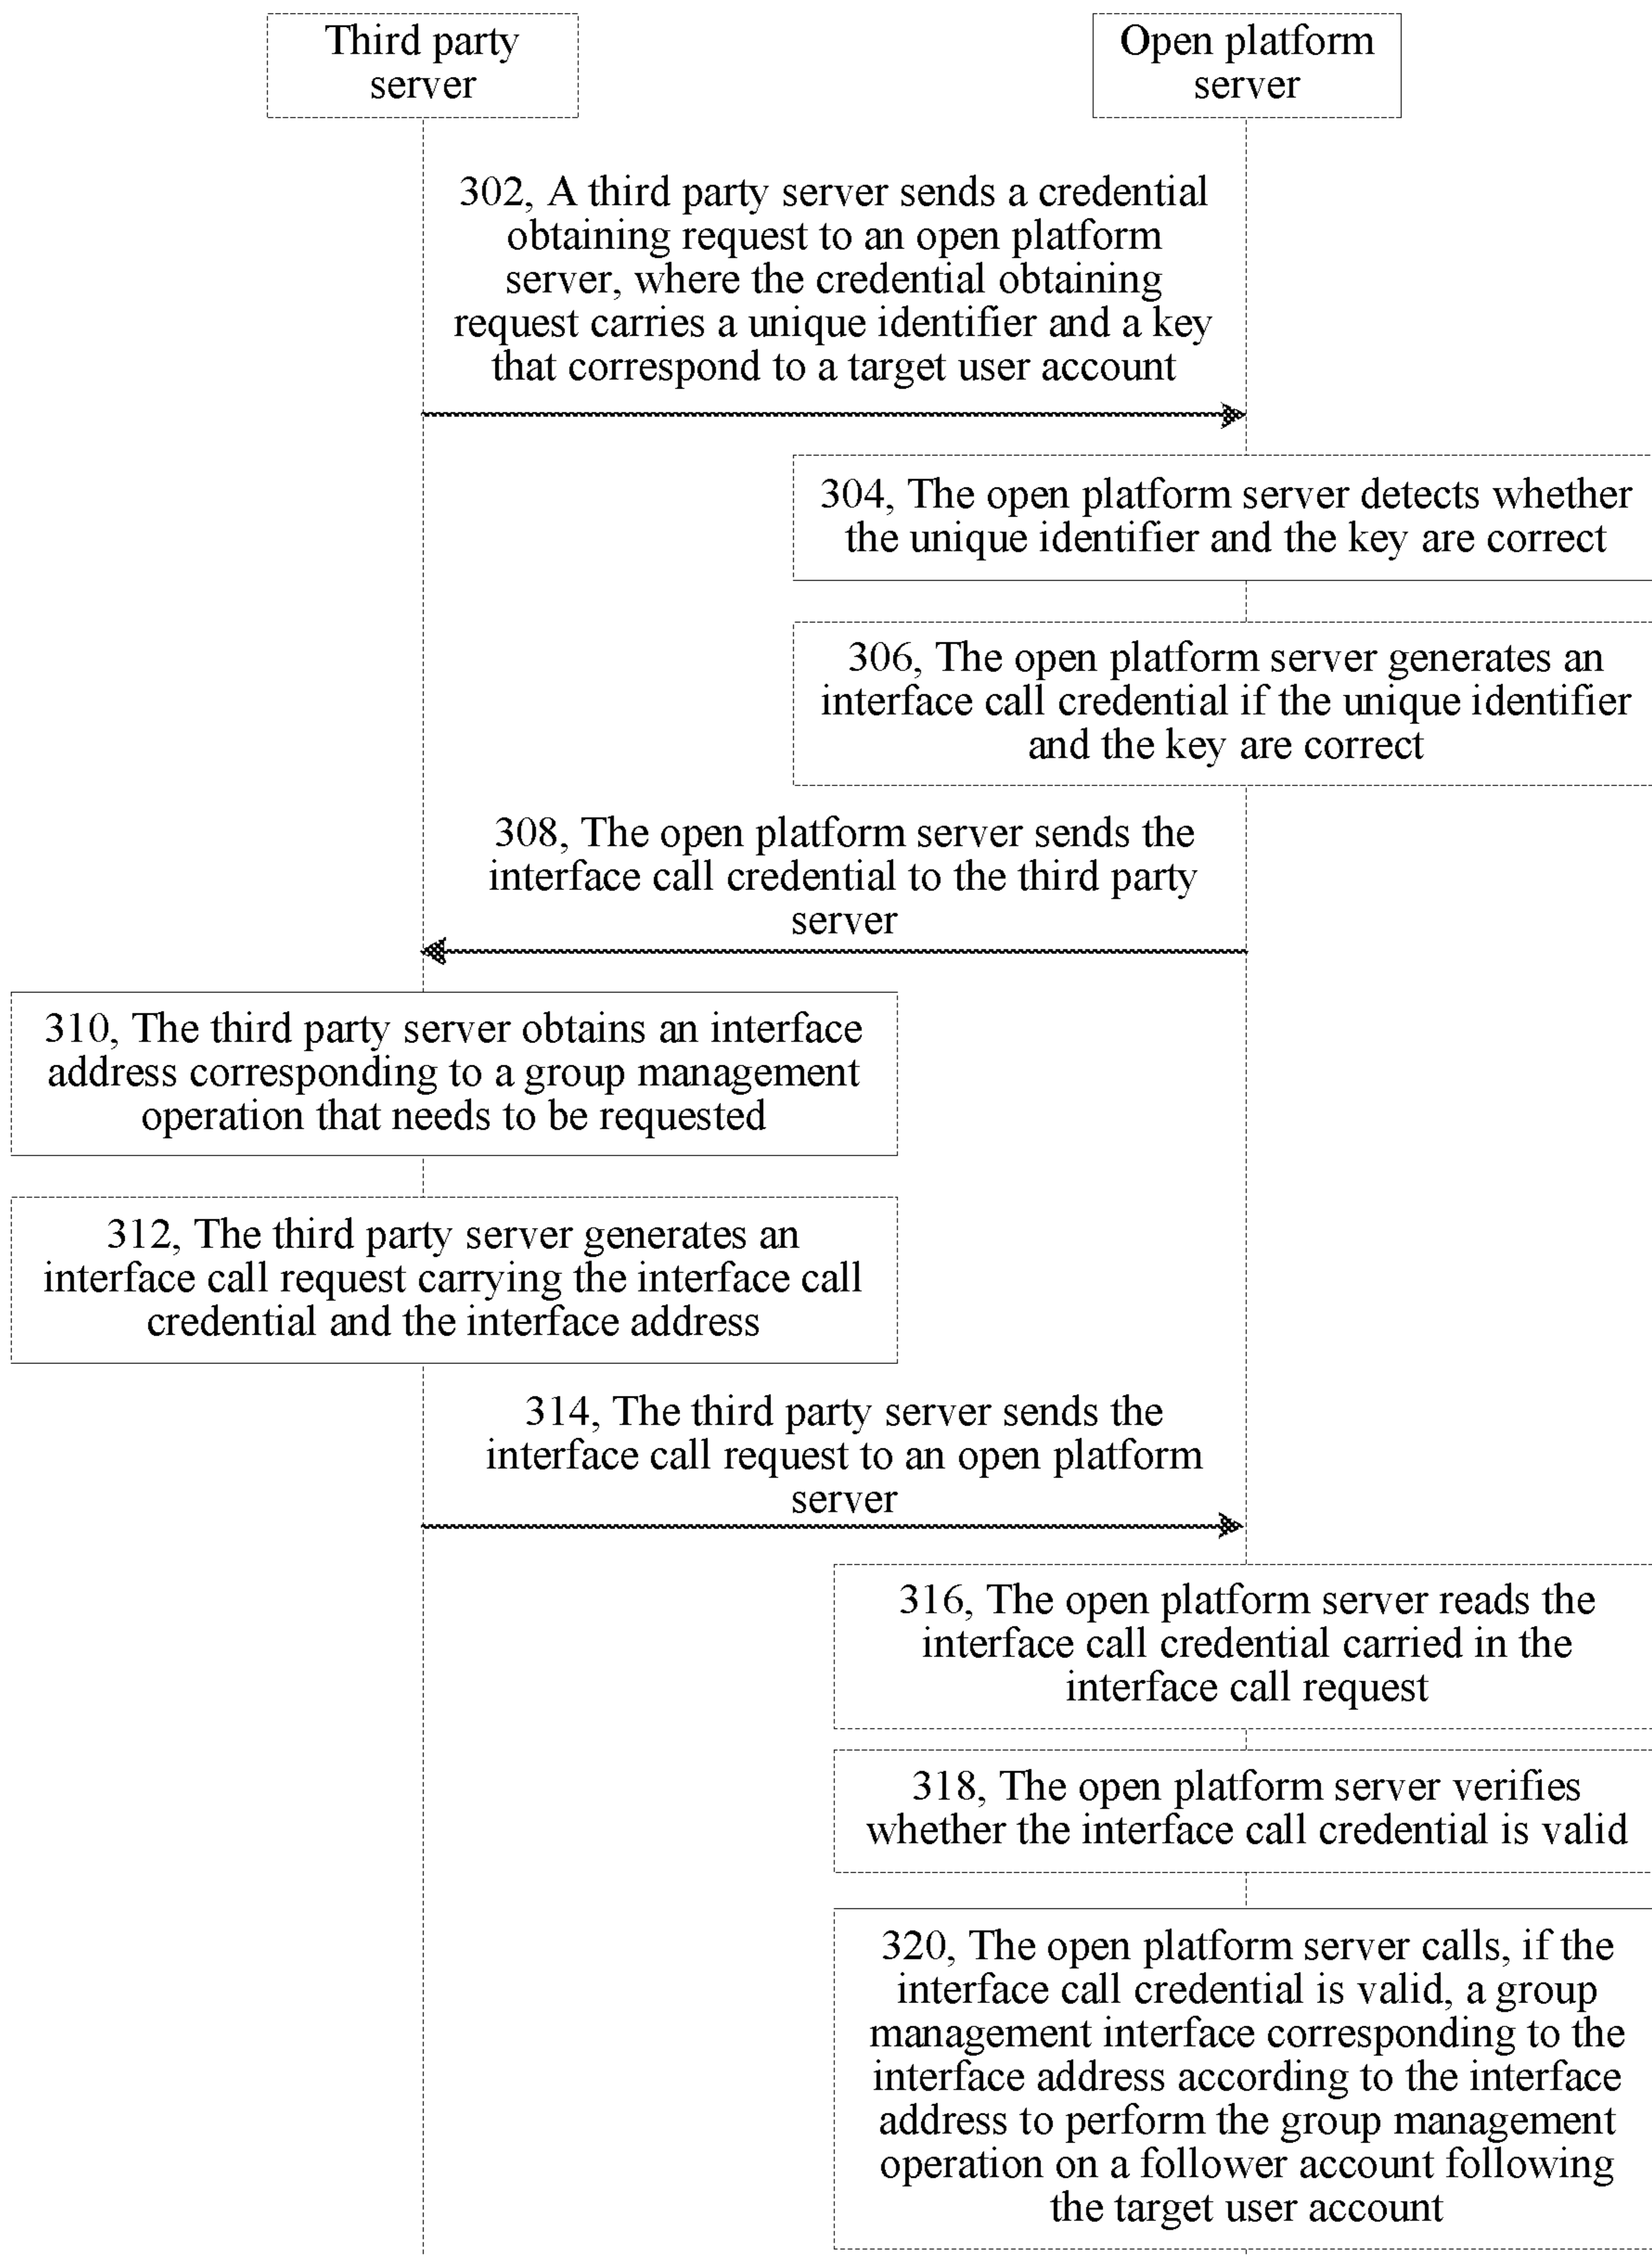 Third party
server
Open platform
server
302, A third party server sends a credential
obtaining request to an open platform
server, where the credential obtaining
request carries a unique identifier and a key
that correspond to a target user account
304, The open platform server detects whether
the unique identifier and the key are correct
306, The open platform server generates an
interface call credential if the unique identifier
and the key are correct
308, The open platform server sends the
interface call credential to the third party
server
310, The third party server obtains an interface
address corresponding to a group management
operation that needs to be requested
312, The third party server generates an
interface call request carrying the interface call
credential and the interface address
314, The third party server sends the
interface call request to an open platform
server
316, The open platform server reads the
interface call credential carried in the
interface call request
318, The open platform server verifies
whether the interface call credential is valid
320, The open platform server calls, if the
interface call credential is valid, a group
management interface corresponding to the
interface address according to the interface
address to perform the group management
operation on a follower account following
the target user account